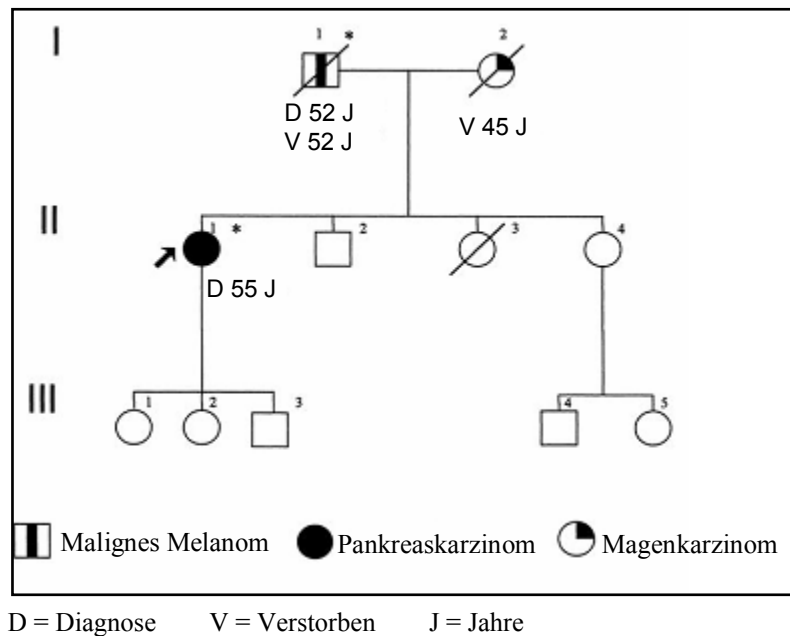 I 1 * 2
D 52 J
V 52 J V 45 J
II 1 * 2 3 4
D 55 J
III 1 2 3 4 5
Malignes Melanom Pankreaskarzinom Magenkarzinom
D = Diagnose V = Verstorben J = Jahre